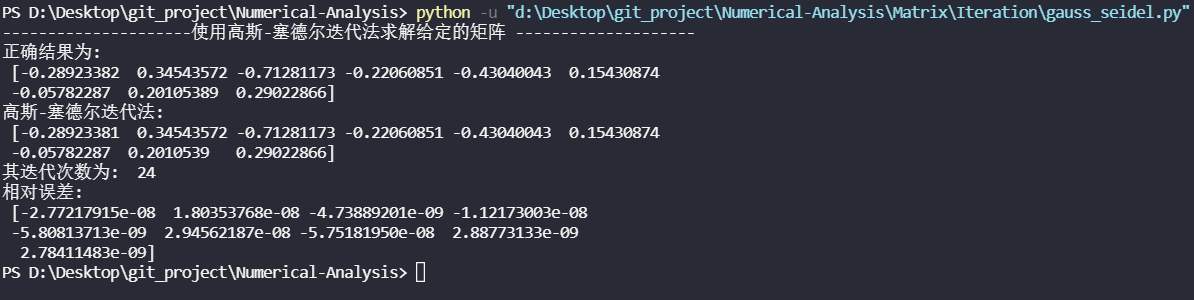 PS D:\Desktop\git_project\Numerical-Analysis> python -u "d:\Desktop\git_project\Numerical-Analysis\Matrix\Iteration\gauss_seidel.py"
---------------------使用高斯-塞德尔迭代法求解给定的矩阵 --------------------
正确结果为:
 [-0.28923382  0.34543572 -0.71281173 -0.22060851 -0.43040043  0.15430874
 -0.05782287  0.20105389  0.29022866]
高斯-塞德尔迭代法:
 [-0.28923381  0.34543572 -0.71281173 -0.22060851 -0.43040043  0.15430874
 -0.05782287  0.2010539   0.29022866]
其迭代次数为:  24
相对误差:
 [-2.77217915e-08  1.80353768e-08 -4.73889201e-09 -1.12173003e-08
 -5.80813713e-09  2.94562187e-08 -5.75181950e-08  2.88773133e-09
  2.78411483e-09]
PS D:\Desktop\git_project\Numerical-Analysis>